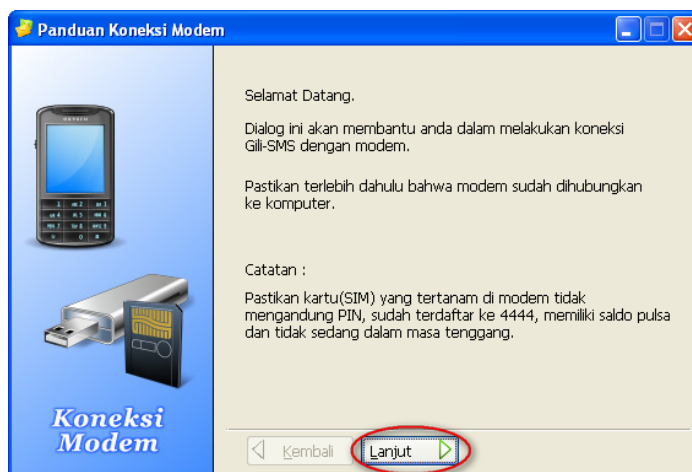 Panduan Koneksi Modem
Selamat Datang.
Dialog ini akan membantu anda dalam melakukan koneksi
Gili-SMS dengan modem.
Pastikan terlebih dahulu bahwa modem sudah dihubungkan
ke komputer.
Catatan :
Pastikan kartu(SIM) yang tertanam di modem tidak
mengandung PIN, sudah terdaftar ke 4444, memiliki saldo pulsa
dan tidak sedang dalam masa tenggang.
Koneksi
Modem
Kembali
Lanjut